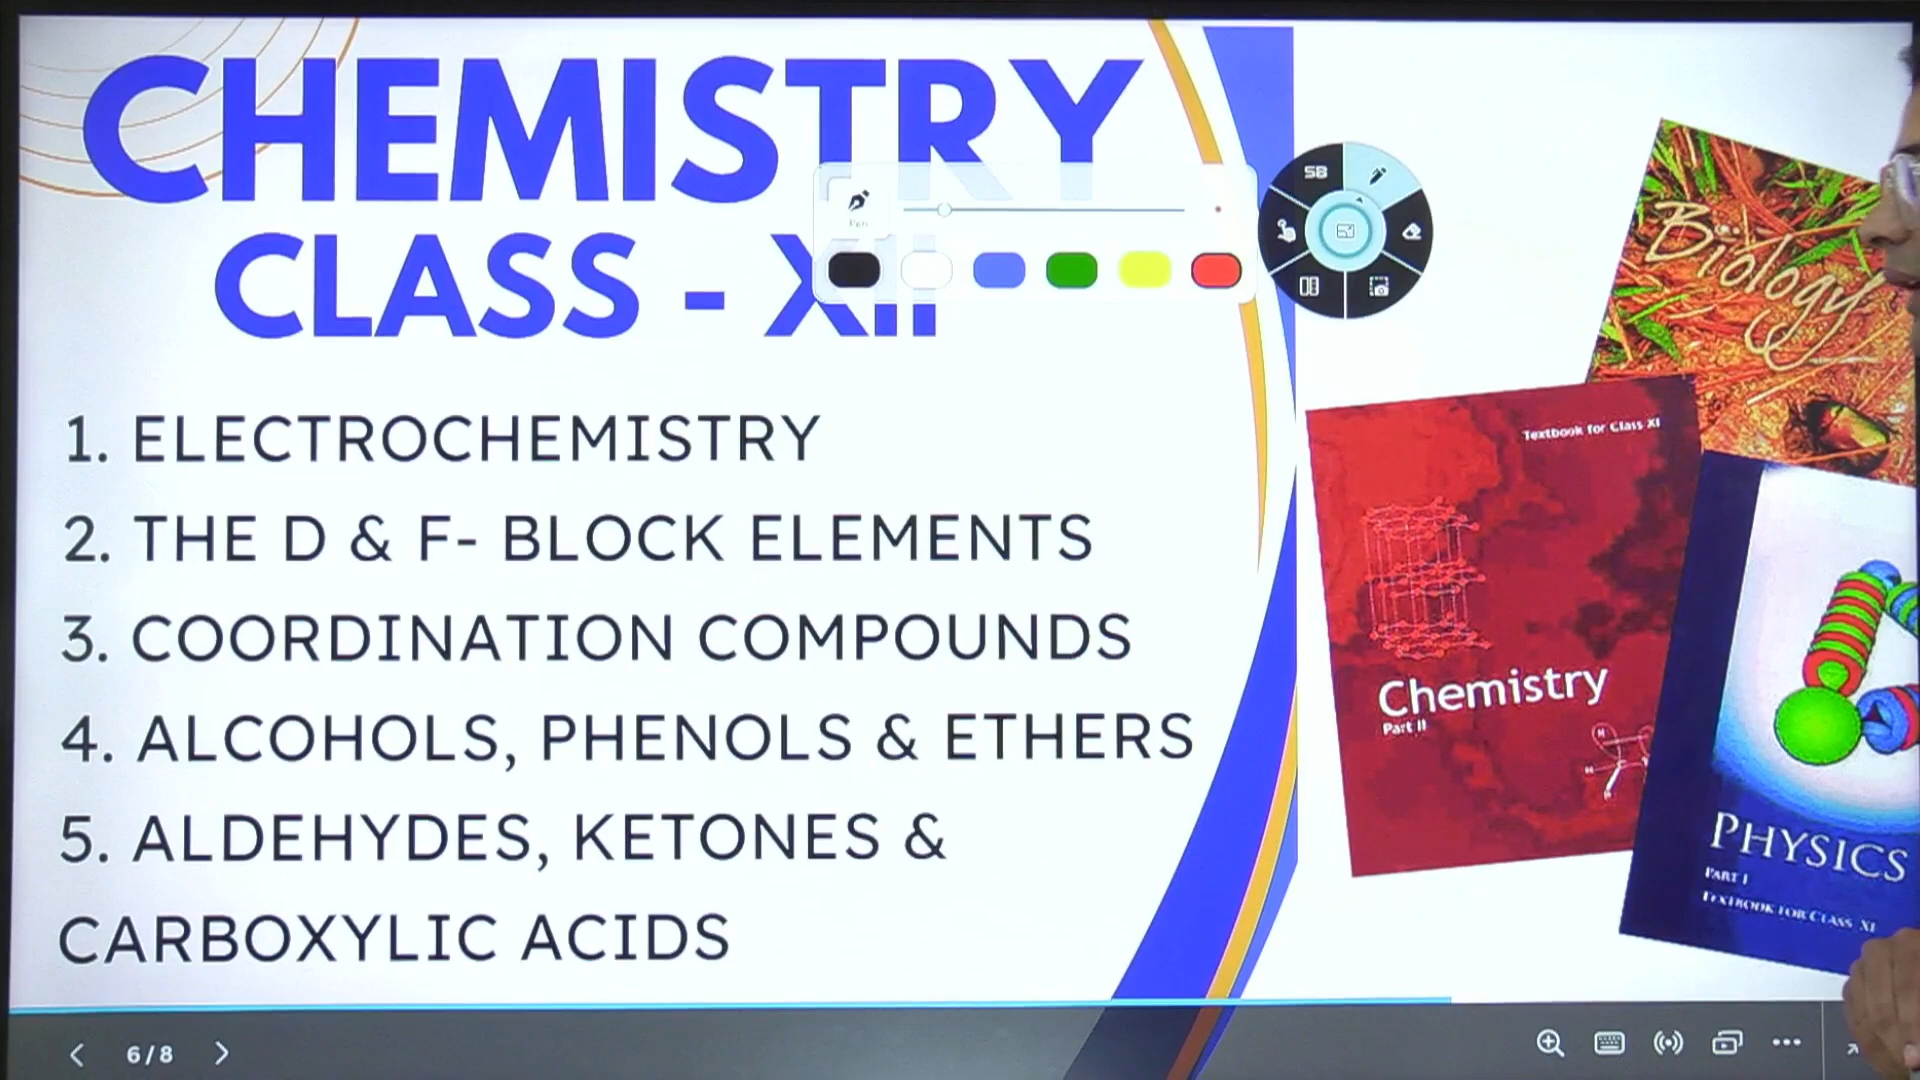 CHEMISTRY
CLASS - XII
Pen
58
1. ELECTROCHEMISTRY
2. THE D & F- BLOCK ELEMENTS
3. COORDINATION COMPOUNDS
4. ALCOHOLS, PHENOLS & ETHERS
5. ALDEHYDES, KETONES &
CARBOXYLIC ACIDS
Biology
Textbook for Class XI
Chemistry
Part II
PHYSICS
PART I
TEXTBOOK FOR CLASS XI
6/8